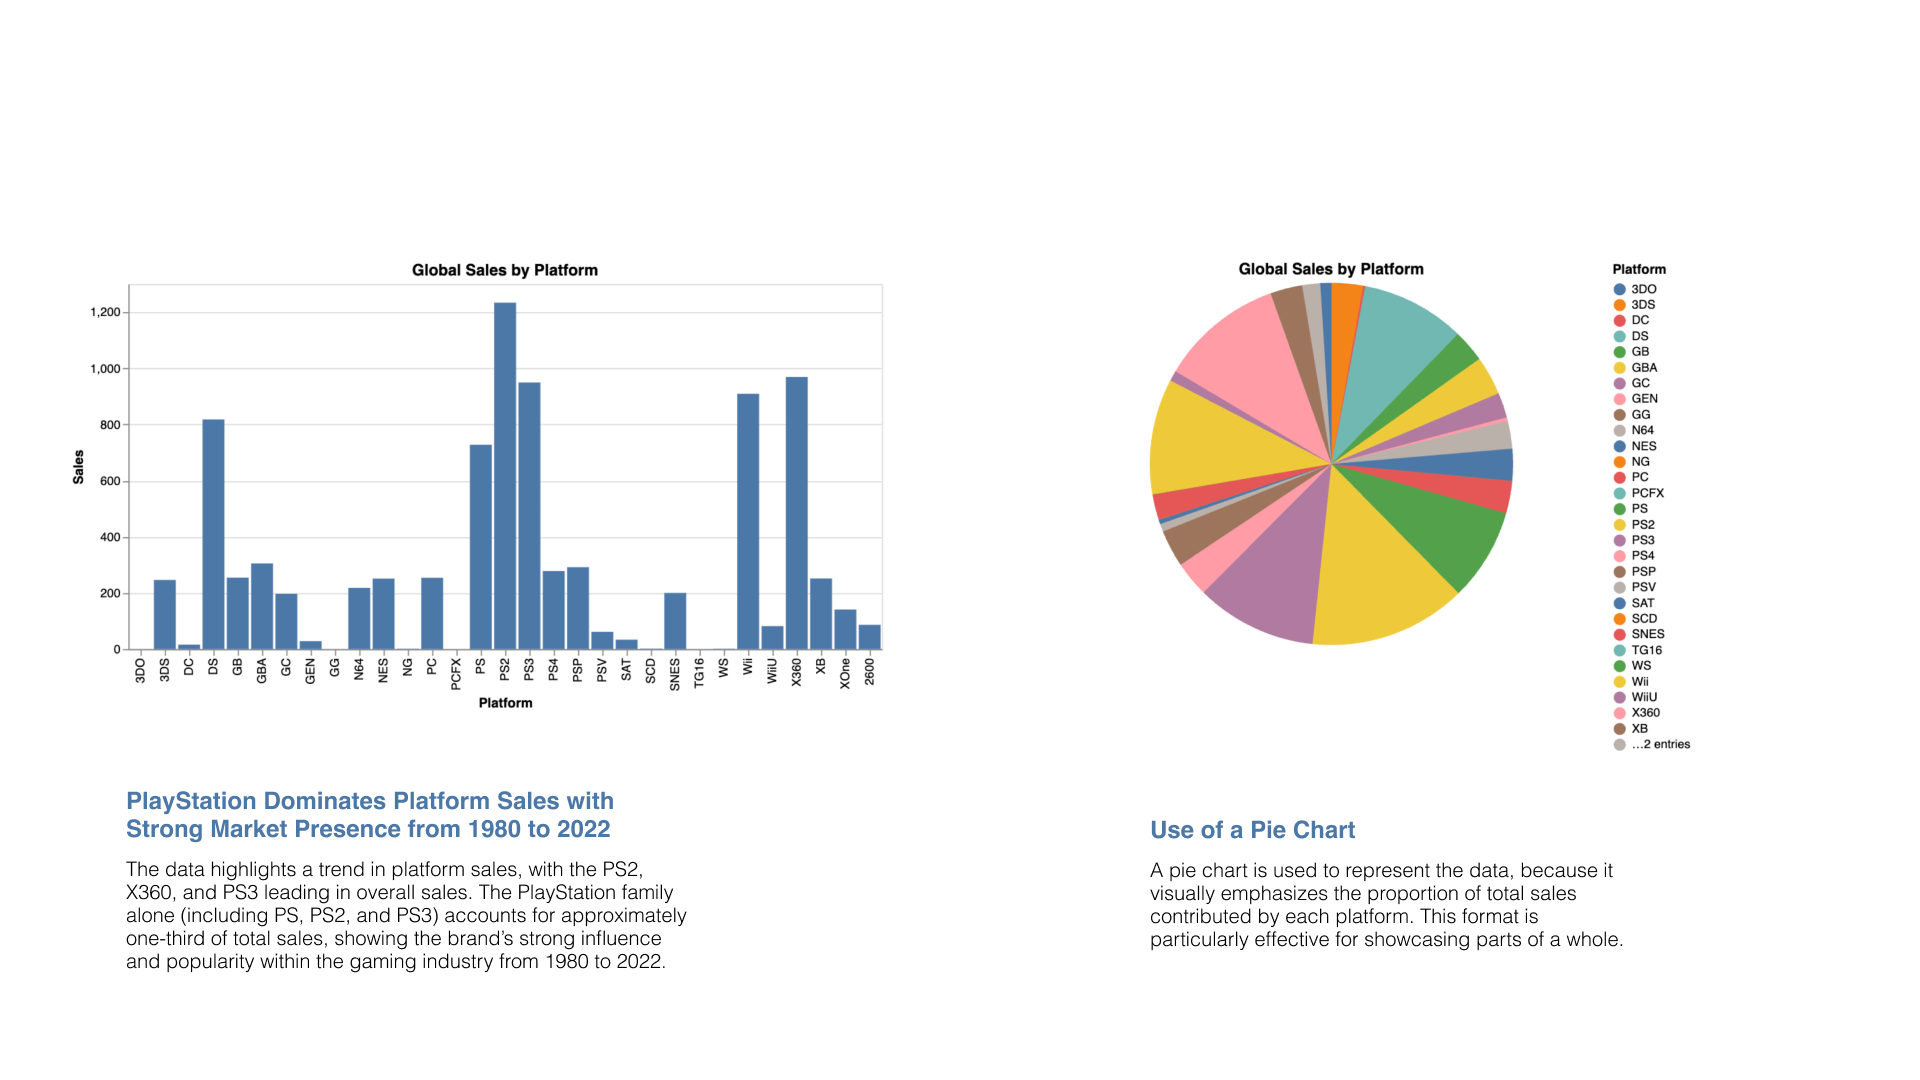 Global Sales by Platform
1,200
1,000
800
600
400
200
0
Sales
3DO
3DS
DC
DS
GB
GBA
GC
GEN
GG
N64
NES
NG
PC
PCFX
PS
PS2
PS3
PS4
PSP
PSV
SAT
SCD
SNES
TG16
WS
Wii
WiiU
X360
XB
XOne
2600
Platform
PlayStation Dominates Platform Sales with
Strong Market Presence from 1980 to 2022
The data highlights a trend in platform sales, with the PS2,
X360, and PS3 leading in overall sales. The PlayStation family
alone (including PS, PS2, and PS3) accounts for approximately
one-third of total sales, showing the brand’s strong influence
and popularity within the gaming industry from 1980 to 2022.
Global Sales by Platform
Platform
3DO
3DS
DC
DS
GB
GBA
GC
GEN
GG
N64
NES
NG
PC
PCFX
PS
PS2
PS3
PS4
PSP
PSV
SAT
SCD
SNES
TG16
WS
Wii
WiiU
X360
XB
…2 entries
Use of a Pie Chart
A pie chart is used to represent the data, because it
visually emphasizes the proportion of total sales
contributed by each platform. This format is
particularly effective for showcasing parts of a whole.